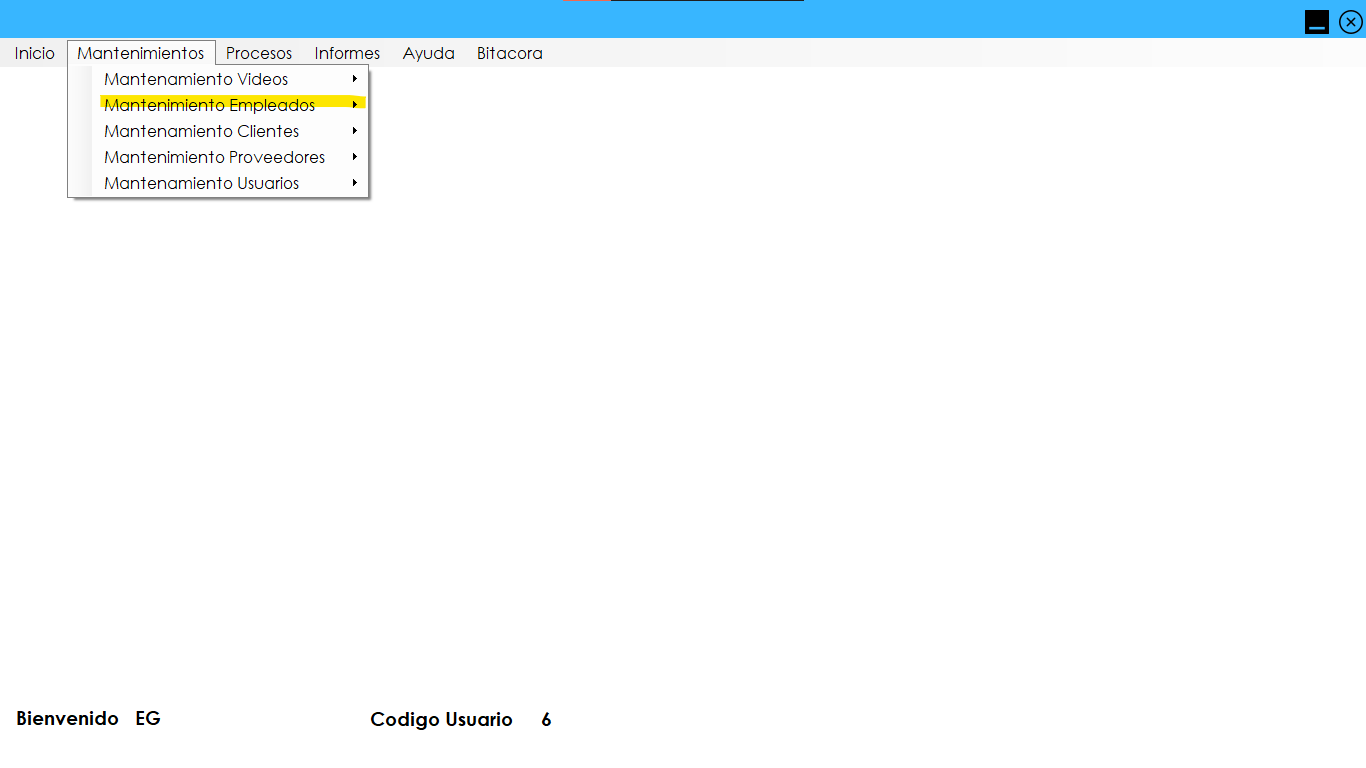 Inicio Mantenimientos Procesos Informes Ayuda Bitacora
Mantenamiento Videos
Mantenimiento Empleados
Mantenamiento Clientes
Mantenimiento Proveedores
Mantenamiento Usuarios
Bienvenido EG Codigo Usuario 6